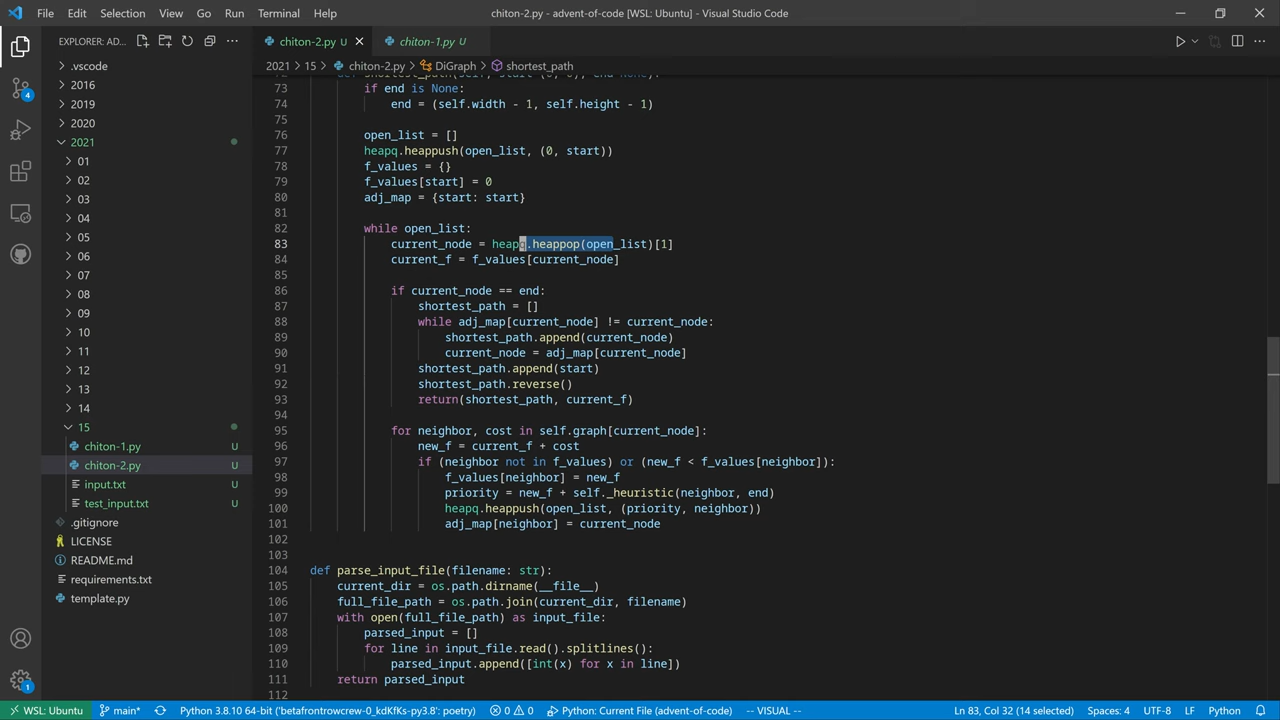 File Edit Selection View Go Run Terminal Help chiton-2.py - advent-of-code [WSL: Ubuntu] - Visual Studio Code
EXPLORER: AD... chiton-2.py U chiton-1.py U
2021 > 15 > chiton-2.py > DiGraph > shortest_path
.vscode
2016
2019
2020
2021
01
02
03
04
05
06
07
08
09
10
11
12
13
14
15
chiton-1.py U
chiton-2.py U
input.txt U
test_input.txt U
.gitignore
LICENSE
README.md
requirements.txt
template.py
4
1
73 if end is None:
74 end = (self.width - 1, self.height - 1)
75
76 open_list = []
77 heapq.heappush(open_list, (0, start))
78 f_values = {}
79 f_values[start] = 0
80 adj_map = {start: start}
81
82 while open_list:
83 current_node = heapq.heappop(open_list)[1]
84 current_f = f_values[current_node]
85
86 if current_node == end:
87 shortest_path = []
88 while adj_map[current_node] != current_node:
89 shortest_path.append(current_node)
90 current_node = adj_map[current_node]
91 shortest_path.append(start)
92 shortest_path.reverse()
93 return(shortest_path, current_f)
94
95 for neighbor, cost in self.graph[current_node]:
96 new_f = current_f + cost
97 if (neighbor not in f_values) or (new_f < f_values[neighbor]):
98 f_values[neighbor] = new_f
99 priority = new_f + self._heuristic(neighbor, end)
100 heapq.heappush(open_list, (priority, neighbor))
101 adj_map[neighbor] = current_node
102
103
104 def parse_input_file(filename: str):
105 current_dir = os.path.dirname(__file__)
106 full_file_path = os.path.join(current_dir, filename)
107 with open(full_file_path) as input_file:
108 parsed_input = []
109 for line in input_file.read().splitlines():
110 parsed_input.append([int(x) for x in line])
111 return parsed_input
112
WSL: Ubuntu main* Python 3.8.10 64-bit ('betafrontrowcrew-0_kdKfKs-py3.8': poetry) 0 0 Python: Current File (advent-of-code) -- VISUAL -- Ln 83, Col 32 (14 selected) Spaces: 4 UTF-8 LF Python